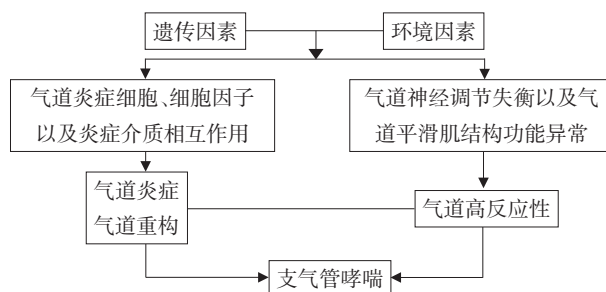 遗传因素
环境因素
气道炎症细胞、细胞因子
以及炎症介质相互作用
气道神经调节失衡以及气
道平滑肌结构功能异常
气道炎症
气道重构
气道高反应性
支气管哮喘